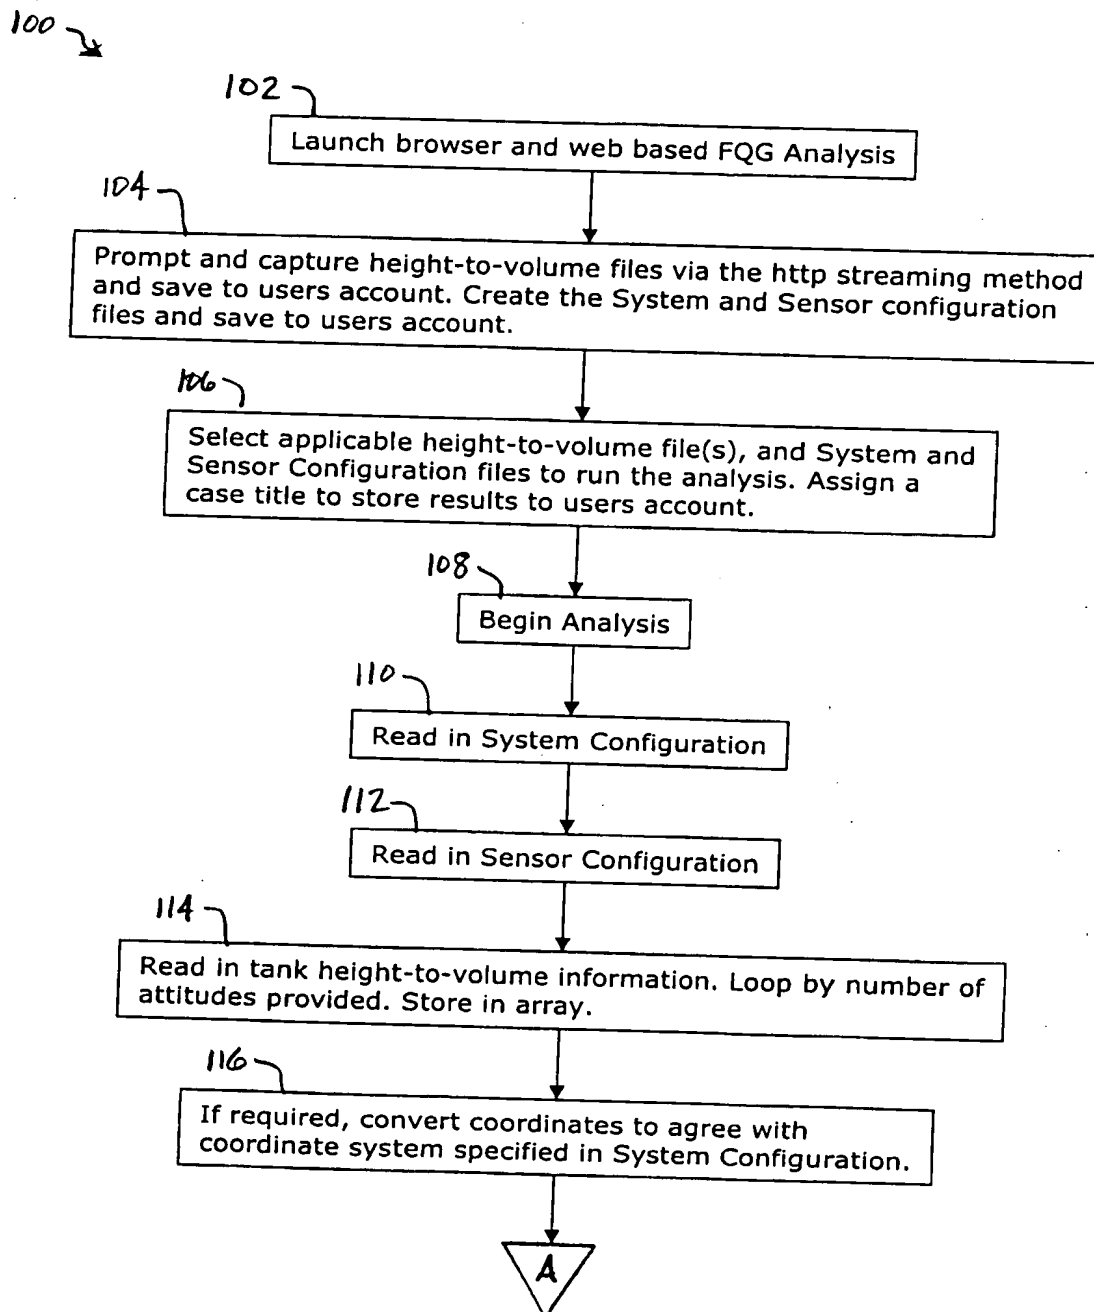 100
102
Launch browser and web based FQG Analysis
104
Prompt and capture height-to-volume files via the http streaming method
and save to users account. Create the System and Sensor configuration
files and save to users account.
106
Select applicable height-to-volume file(s), and System and
Sensor Configuration files to run the analysis. Assign a
case title to store results to users account.
108
Begin Analysis
110
Read in System Configuration
112
Read in Sensor Configuration
114
Read in tank height-to-volume information. Loop by number of
attitudes provided. Store in array.
116
If required, convert coordinates to agree with
coordinate system specified in System Configuration.
A